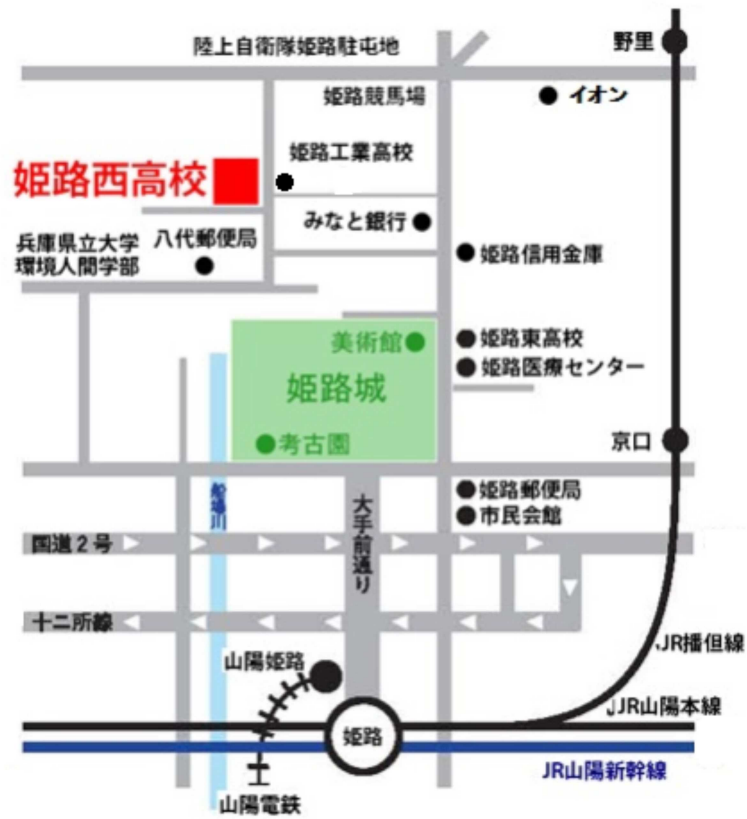 陸上自衛隊姫路駐屯地
野里
姫路競馬場
イオン
姫路工業高校
姫路西高校
みなと銀行
兵庫県立大学
環境人間学部
八代郵便局
姫路信用金庫
美術館
姫路東高校
姫路医療センター
姫路城
考古園
京口
船場川
大手前通り
姫路郵便局
市民会館
国道2号
十二所線
JR播但線
山陽姫路
JR山陽本線
姫路
JR山陽新幹線
山陽電鉄